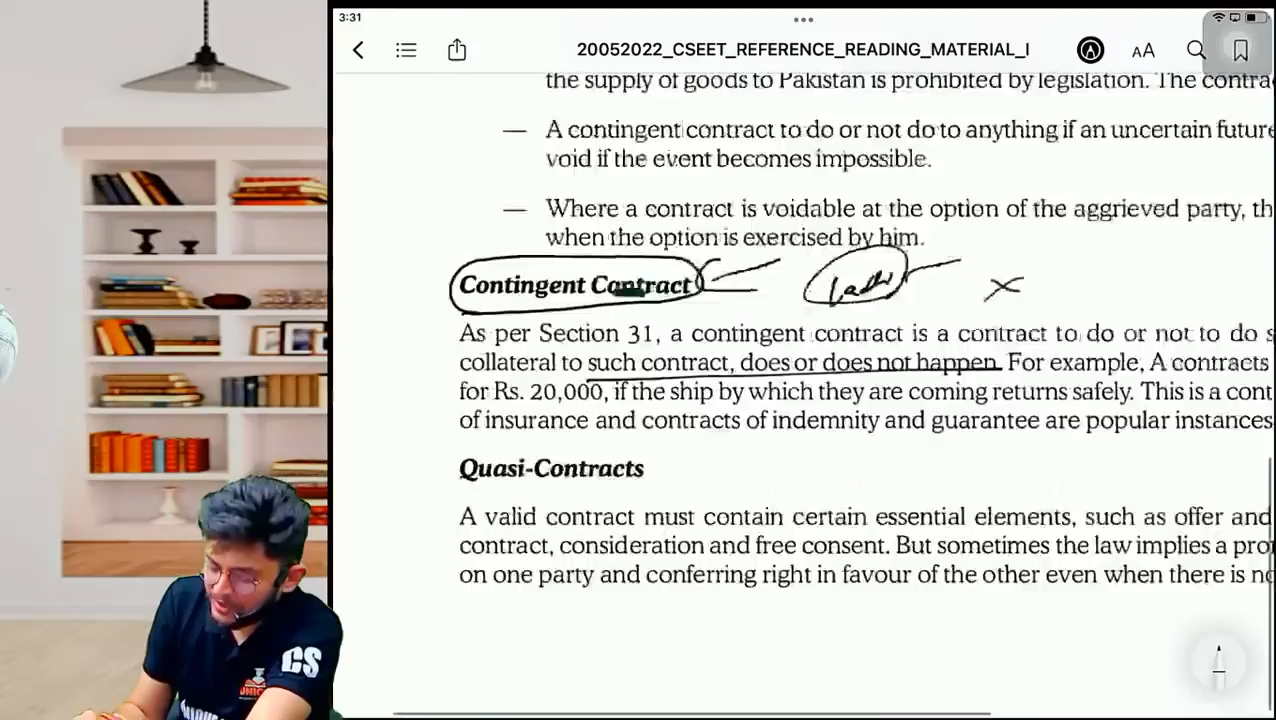 3:31
20052022_CSEET_REFERENCE_READING_MATERIAL_I
AA
the supply of goods to Pakistan is prohibited by legislation. The contra
— A contingent contract to do or not do to anything if an uncertain future
void if the event becomes impossible.
— Where a contract is voidable at the option of the aggrieved party, th
when the option is exercised by him.
Contingent Contract
As per Section 31, a contingent contract is a contract to do or not to do s
collateral to such contract, does or does not happen. For example, A contracts
for Rs. 20,000, if the ship by which they are coming returns safely. This is a cont
of insurance and contracts of indemnity and guarantee are popular instances
Quasi-Contracts
A valid contract must contain certain essential elements, such as offer and
contract, consideration and free consent. But sometimes the law implies a pro
on one party and conferring right in favour of the other even when there is no
CS